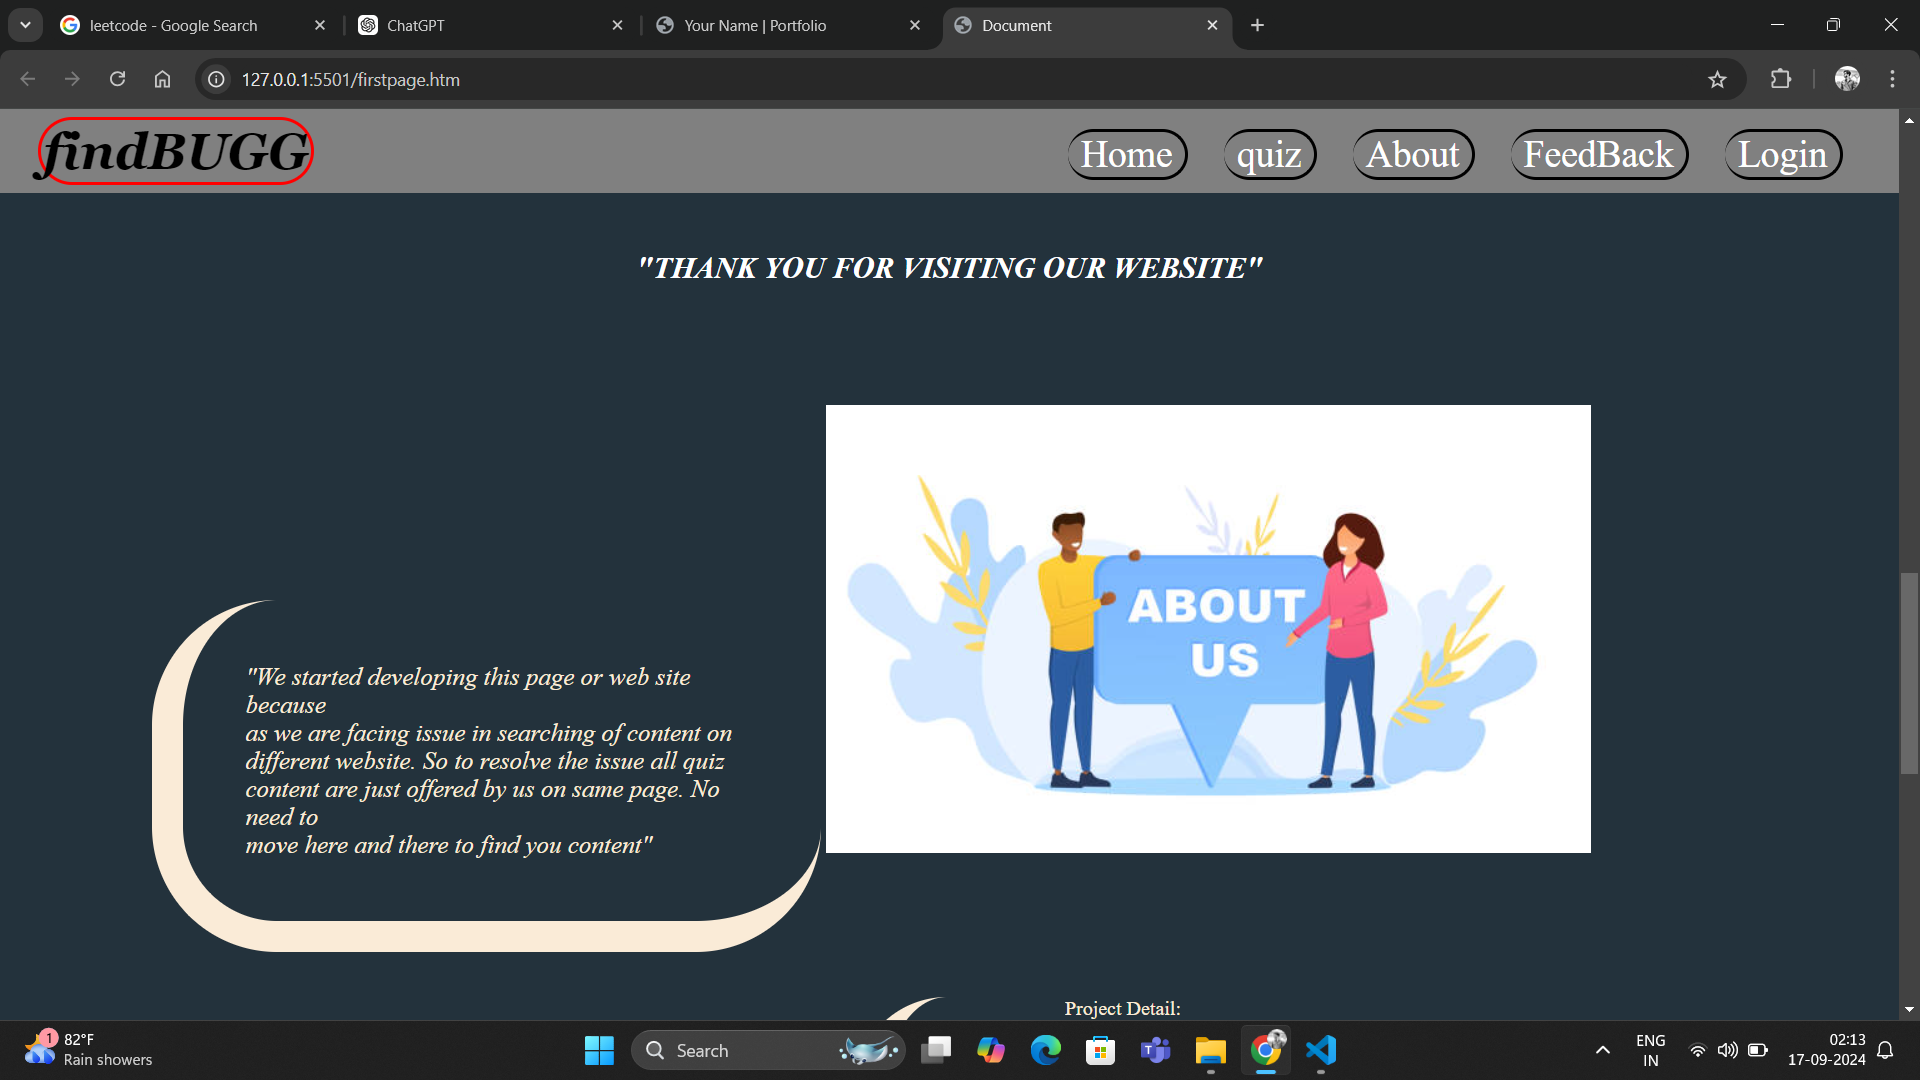 leetcode - Google Search
ChatGPT
Your Name | Portfolio
Document
127.0.0.1:5501/firstpage.htm
findBUGG
Home
quiz
About
FeedBack
Login
"THANK YOU FOR VISITING OUR WEBSITE"
ABOUT
US
"We started developing this page or web site
because
as we are facing issue in searching of content on
different website. So to resolve the issue all quiz
content are just offered by us on same page. No
need to
move here and there to find you content"
Project Detail:
1
82°F
Rain showers
Search
T
ENG
IN
02:13
17-09-2024